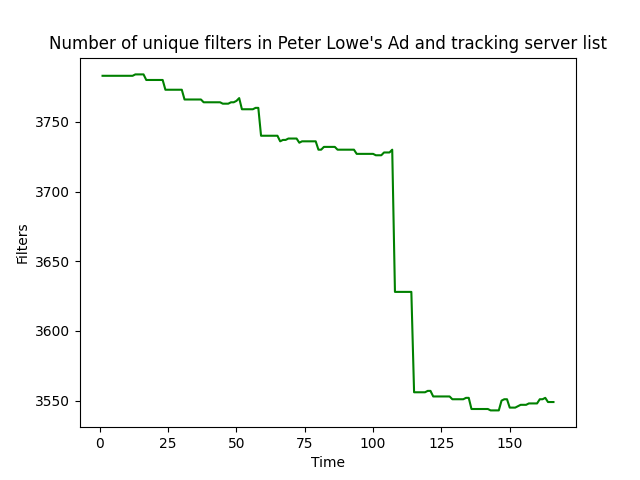 Number of unique filters in Peter Lowe's Ad and tracking server list
3750
3700
3650
3600
3550
Filters
0 25 50 75 100 125 150
Time